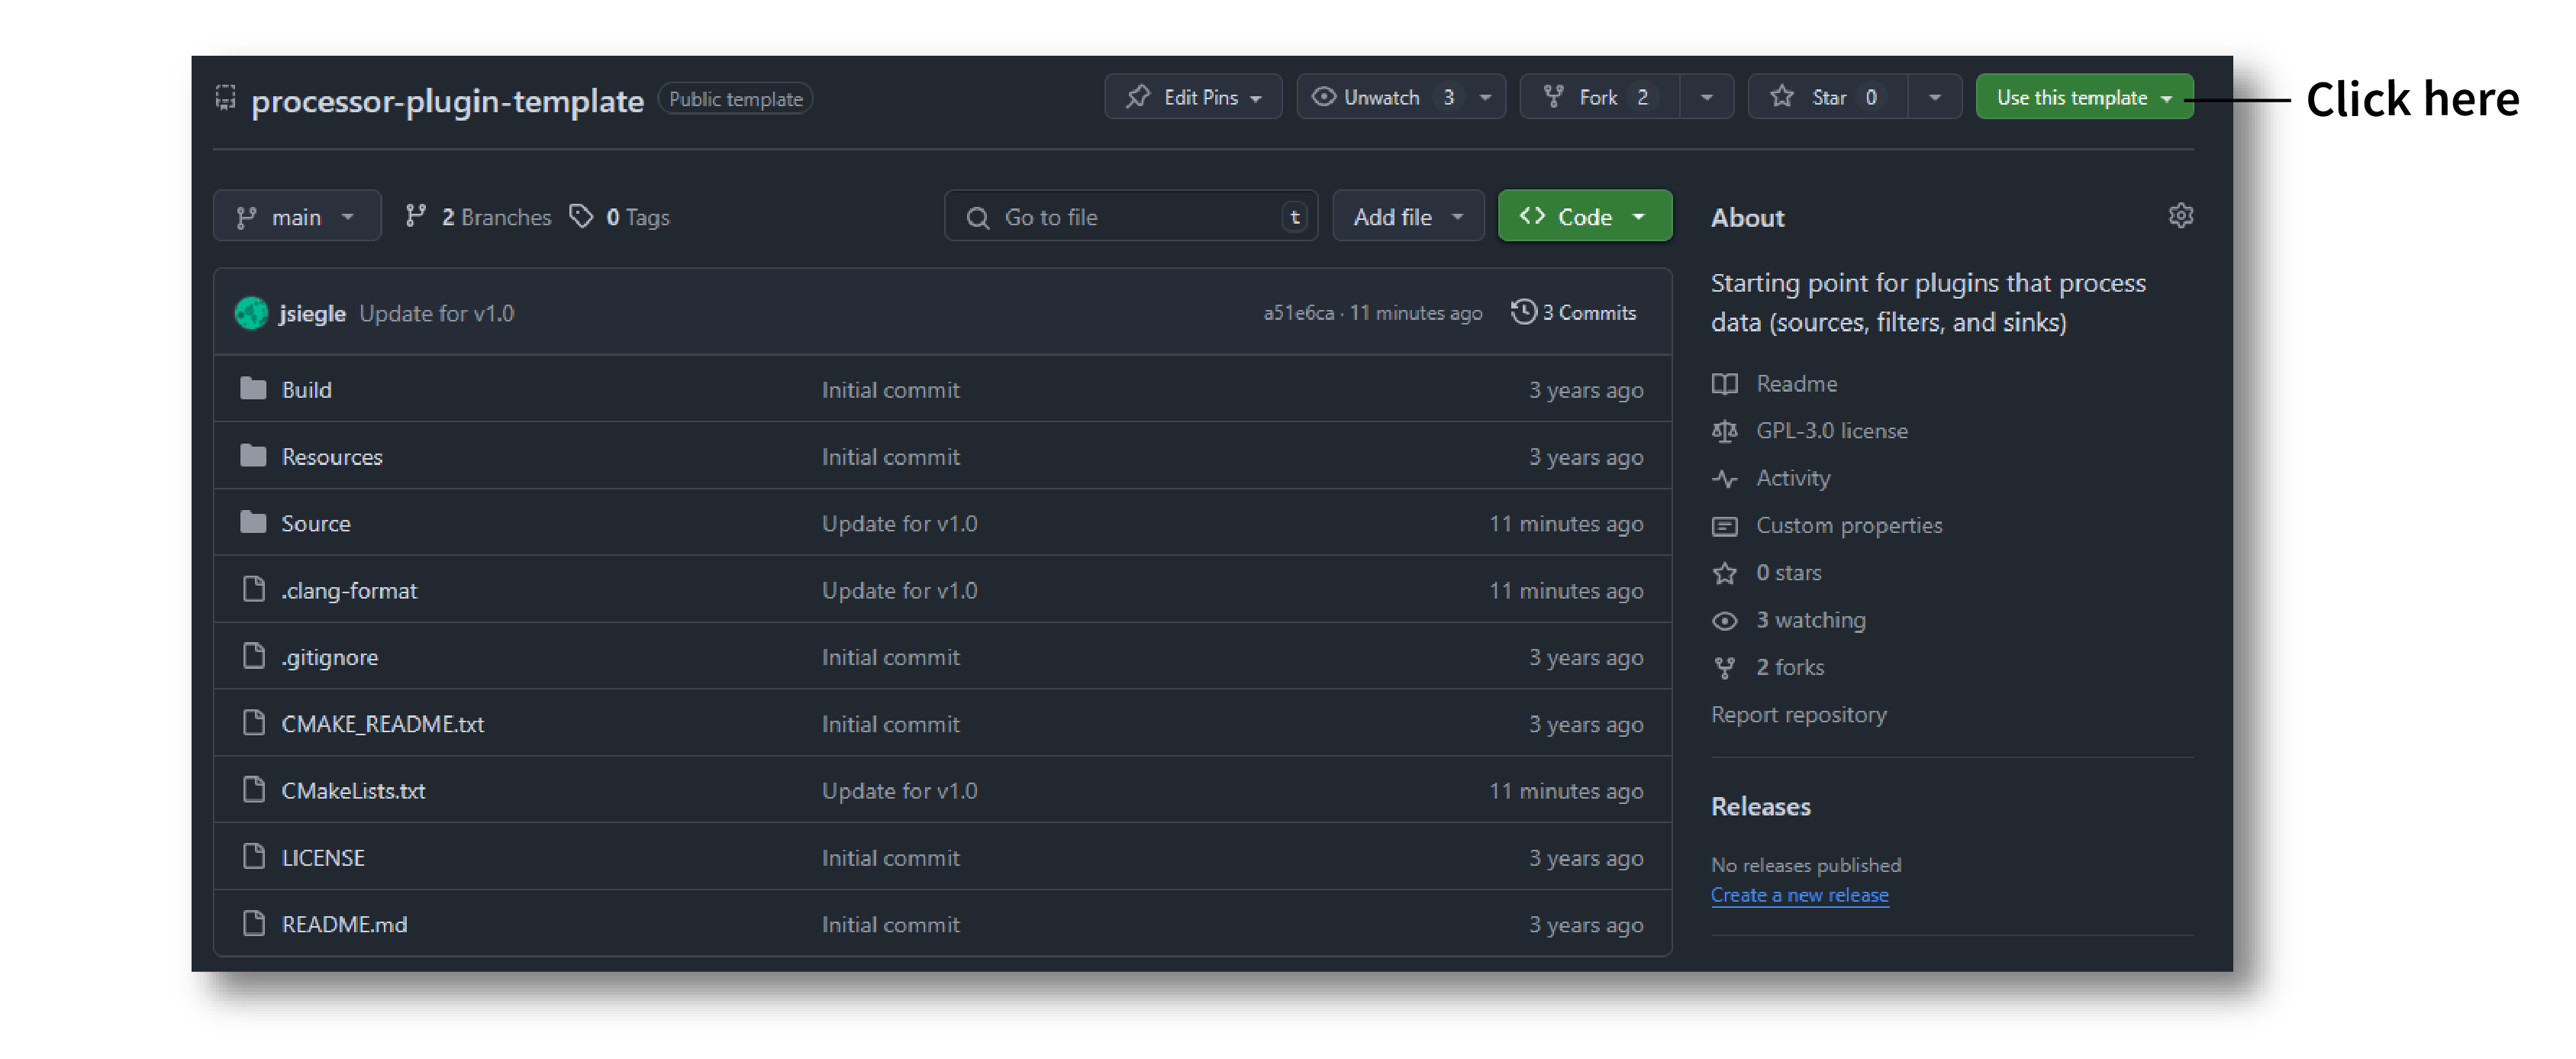 processor-plugin-template Public template Edit Pins Unwatch 3 Fork 2 Star 0 Use this template Click here
main 2 Branches 0 Tags Go to file t Add file Code
jsiegle Update for v1.0 a51e6ca · 11 minutes ago 3 Commits
Build Initial commit 3 years ago
Resources Initial commit 3 years ago
Source Update for v1.0 11 minutes ago
.clang-format Update for v1.0 11 minutes ago
.gitignore Initial commit 3 years ago
CMAKE_README.txt Initial commit 3 years ago
CMakeLists.txt Update for v1.0 11 minutes ago
LICENSE Initial commit 3 years ago
README.md Initial commit 3 years ago
About
Starting point for plugins that process
data (sources, filters, and sinks)
Readme
GPL-3.0 license
Activity
Custom properties
0 stars
3 watching
2 forks
Report repository
Releases
No releases published
Create a new release